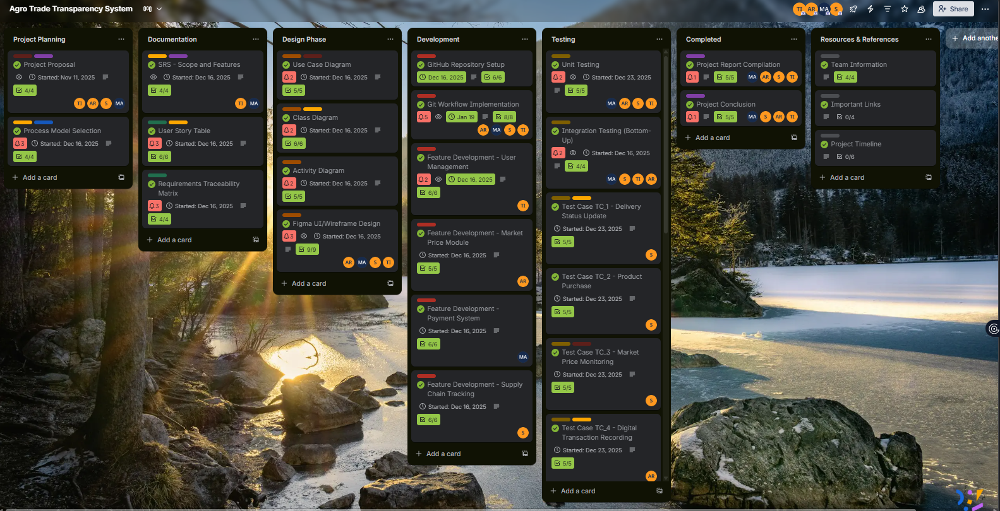 Agro Trade Transparency System
TI AR MA S
Share
Project Planning
Project Proposal
Started: Nov 11, 2025
4/4
TI AR S MA
Process Model Selection
3 Started: Dec 16, 2025
4/4
+ Add a card
Documentation
SRS - Scope and Features
Started: Dec 16, 2025
4/4
TI MA
User Story Table
3 Started: Dec 16, 2025
6/6
Requirements Traceability
Matrix
3 Started: Dec 16, 2025
4/4
+ Add a card
Design Phase
Use Case Diagram
2 Started: Dec 16, 2025
5/5
Class Diagram
2 Started: Dec 16, 2025
6/6
Activity Diagram
2 Started: Dec 16, 2025
5/5
Figma UI/Wireframe Design
3 Started: Dec 16, 2025
9/9
AR MA S TI
+ Add a card
Development
GitHub Repository Setup
Dec 16, 2025 6/6
Git Workflow Implementation
5 Jan 19 8/8
AR MA S TI
Feature Development - User
Management
2 Dec 16, 2025
6/6
TI
Feature Development - Market
Price Module
Started: Dec 16, 2025
5/5
AR
Feature Development -
Payment System
Started: Dec 16, 2025
6/6
MA
Feature Development - Supply
Chain Tracking
Started: Dec 16, 2025
6/6
S
+ Add a card
Testing
Unit Testing
2 Started: Dec 23, 2025
5/5
MA AR S TI
Integration Testing (Bottom-
Up)
2 Started: Dec 16, 2025
4/4
MA S TI AR
Test Case TC_1 - Delivery
Status Update
Started: Dec 23, 2025
5/5
S
Test Case TC_2 - Product
Purchase
Started: Dec 23, 2025
5/5
S
Test Case TC_3 - Market
Price Monitoring
Started: Dec 23, 2025
5/5
S
Test Case TC_4 - Digital
Transaction Recording
Started: Dec 23, 2025
5/5
AR
+ Add a card
Completed
Project Report Compilation
1 5/5 MA AR S TI
Project Conclusion
1 5/5 MA S AR TI
+ Add a card
Resources & References
Team Information
4/4
Important Links
0/4
Project Timeline
0/6
+ Add a card
+ Add anothe